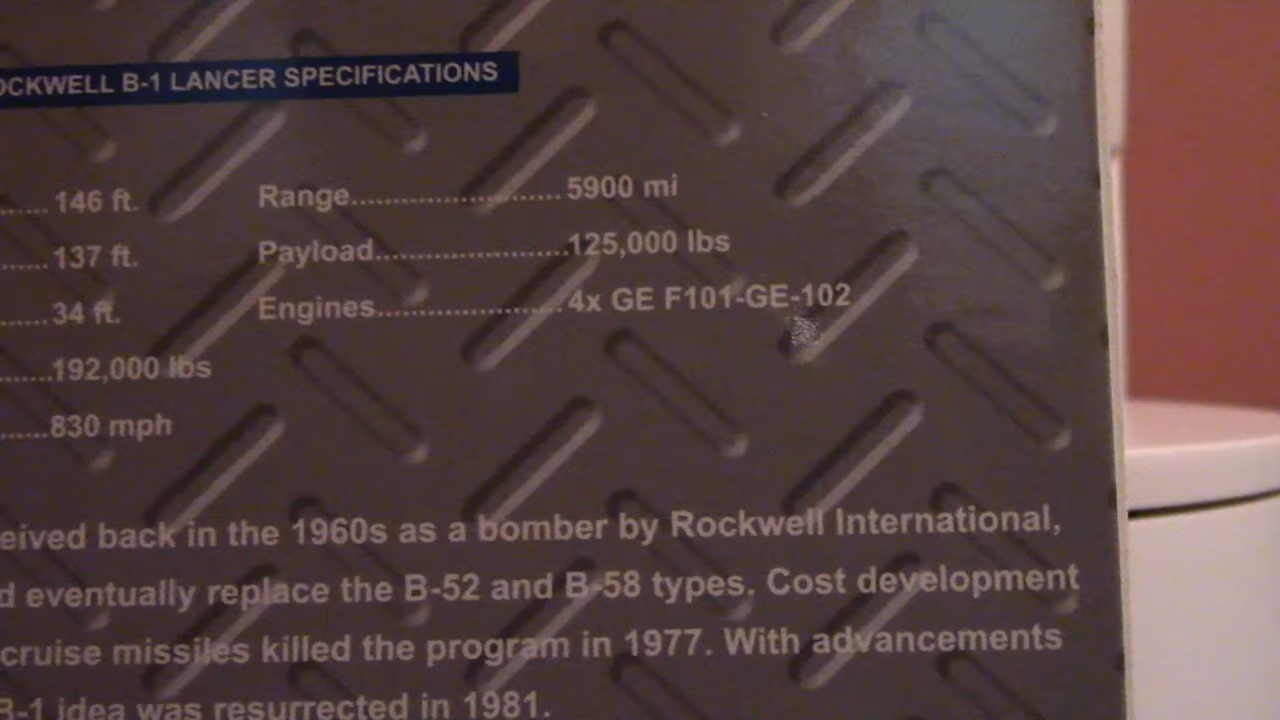 OCKWELL B-1 LANCER SPECIFICATIONS
......146 ft. Range..........................5900 mi
......137 ft. Payload........................125,000 lbs
......34 ft. Engines.......................4x GE F101-GE-102
......192,000 lbs
......830 mph
eived back in the 1960s as a bomber by Rockwell International,
d eventually replace the B-52 and B-58 types. Cost development
cruise missiles killed the program in 1977. With advancements
B-1 idea was resurrected in 1981.